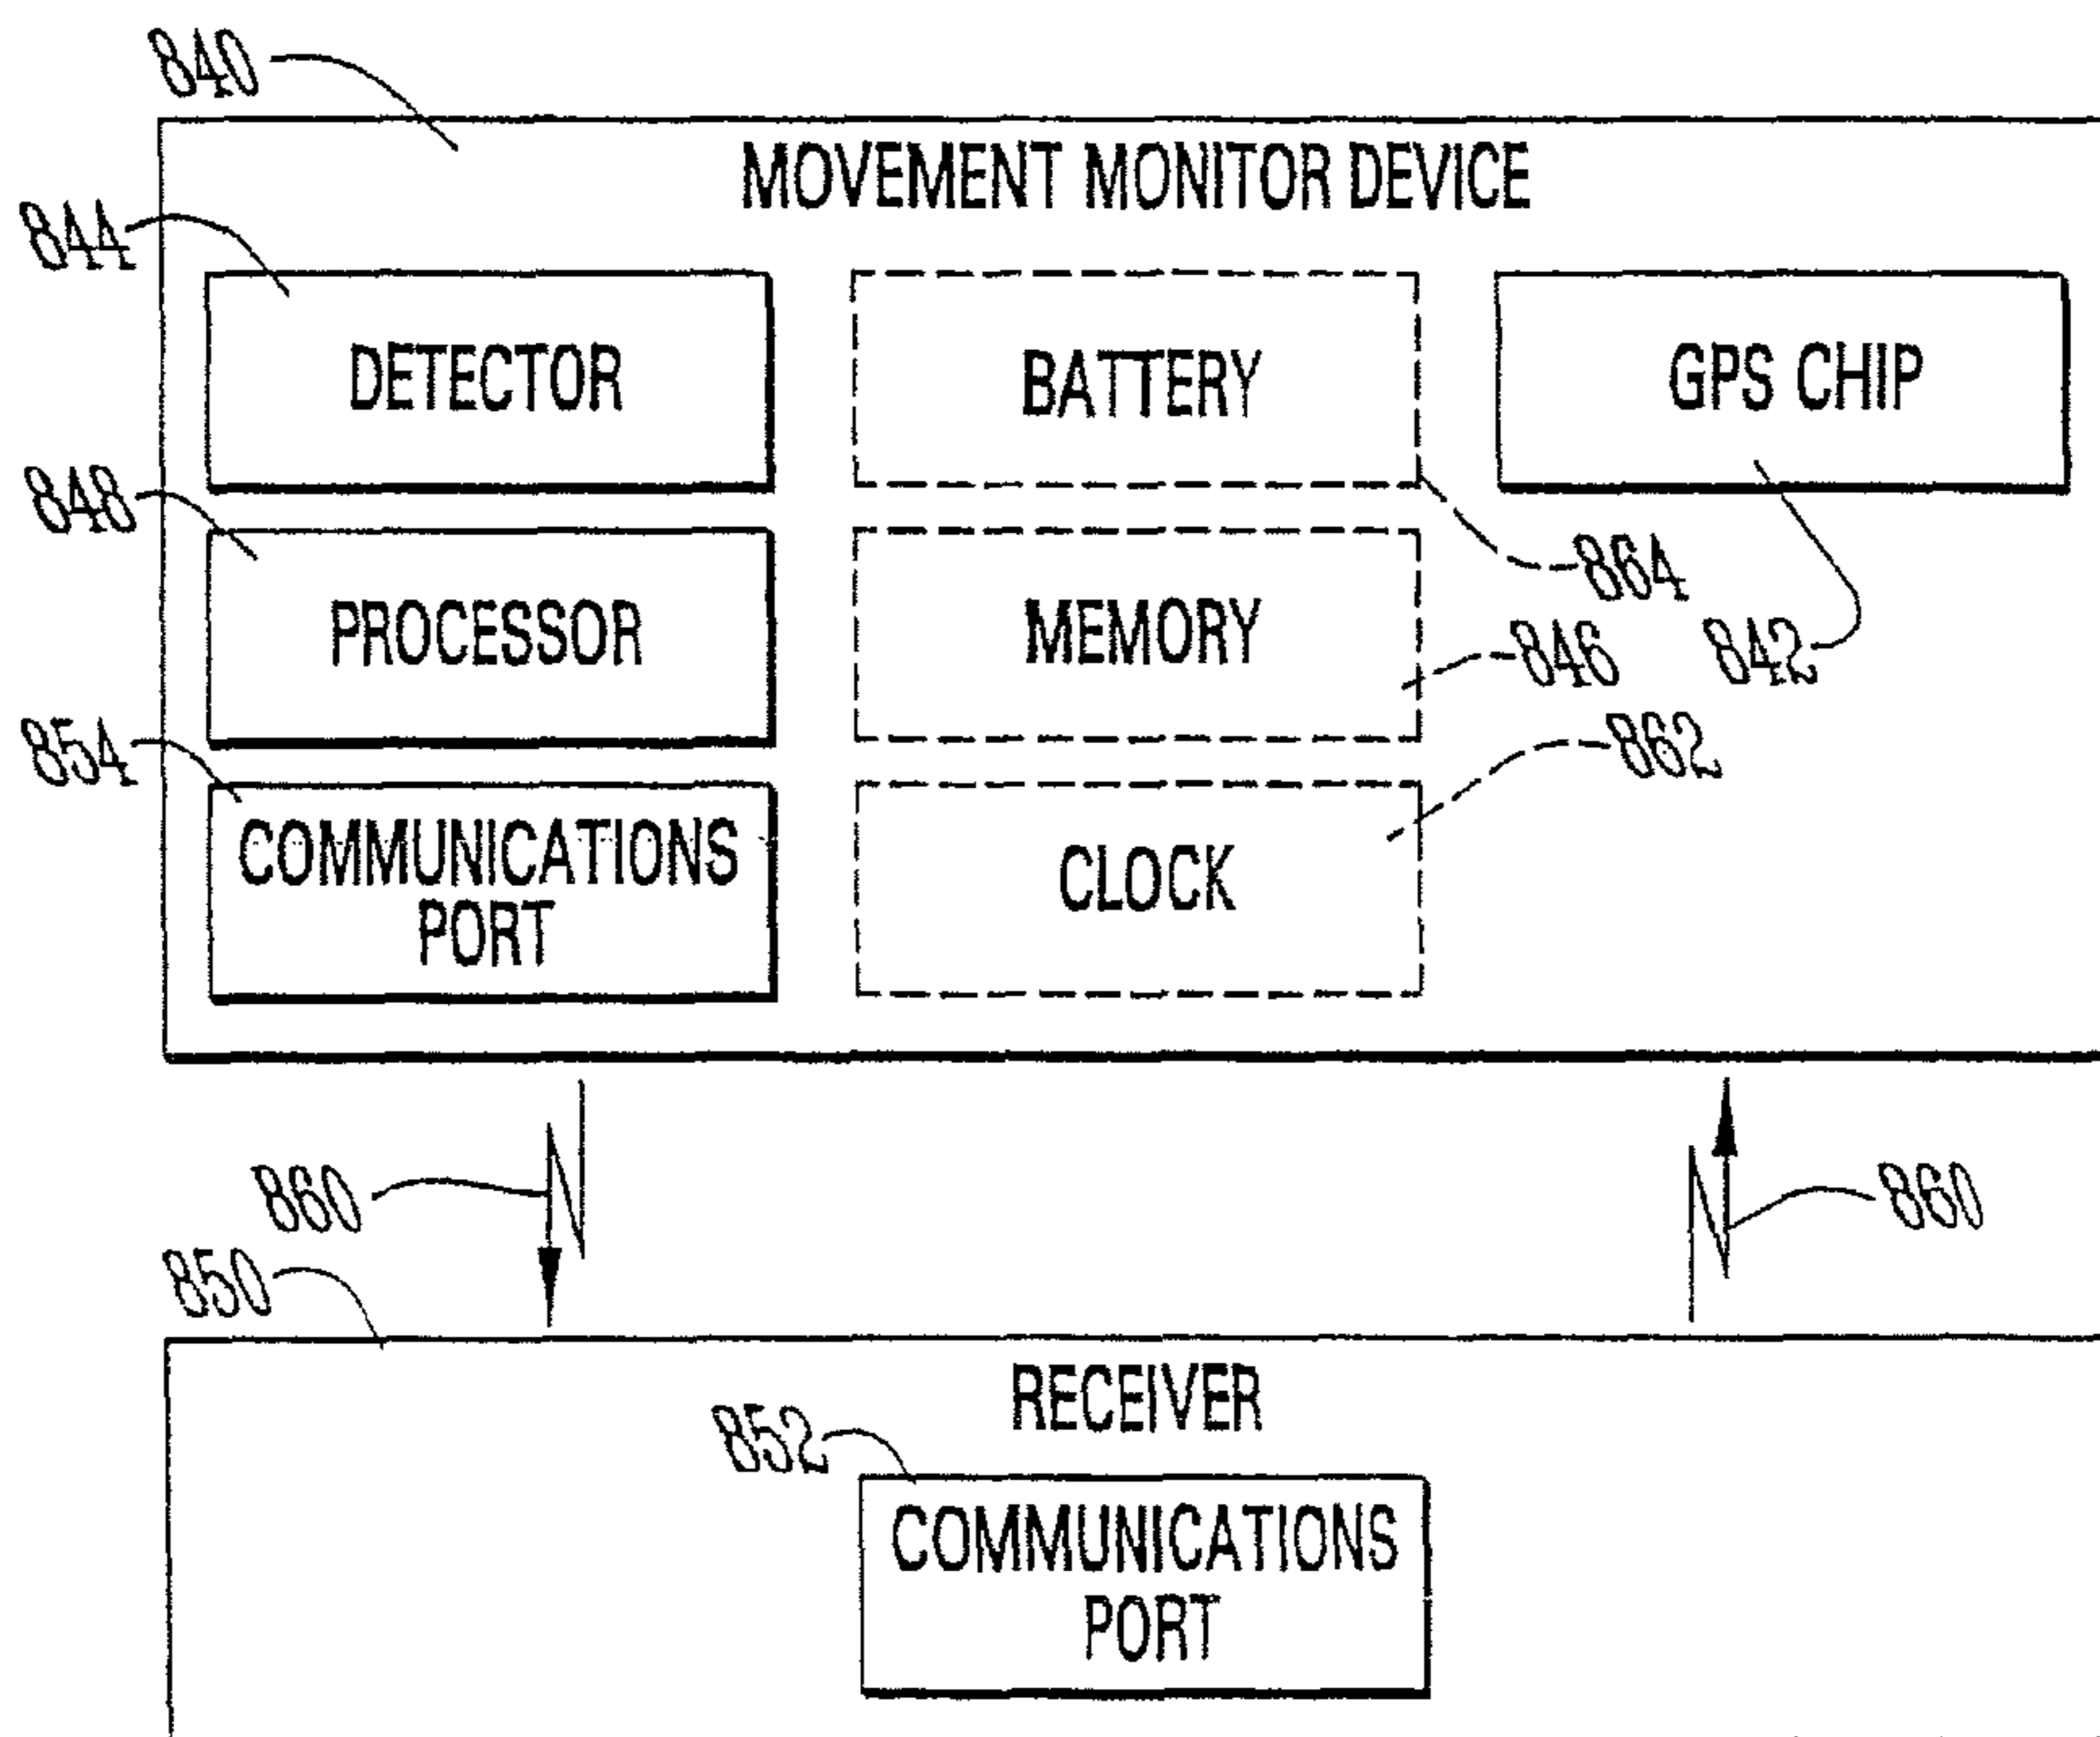 840
MOVEMENT MONITOR DEVICE
844
DETECTOR
BATTERY
GPS CHIP
848
864
PROCESSOR
MEMORY
846
842
854
862
COMMUNICATIONS
PORT
CLOCK
860
860
850
RECEIVER
852
COMMUNICATIONS
PORT